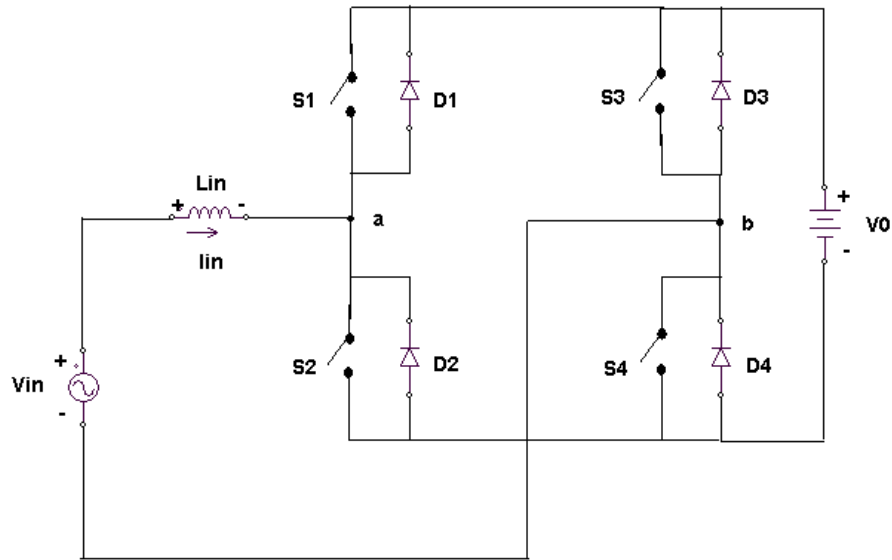 S1
D1
S3
D3
Lin
+
-
a
b
+
V0
-
Iin
S2
D2
S4
D4
+
Vin
-